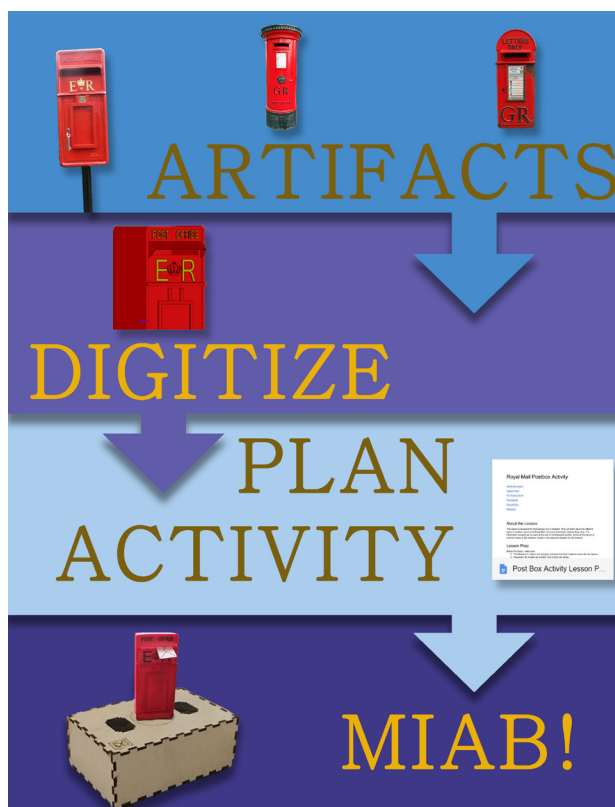 E R
GR
LETTERS
ONLY
GR
ARTIFACTS
POST OFFICE
E R
DIGITIZE
PLAN
ACTIVITY
Royal Mail Postbox Activity
About the Lesson
Lesson Prep
Post Box Activity Lesson P...
POST OFFICE
E
MIAB!